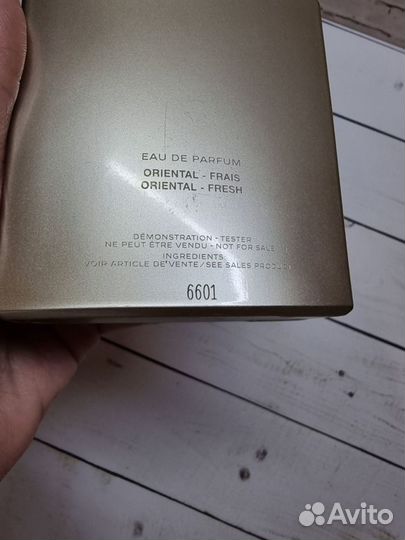 EAU DE PARFUM
ORIENTAL - FRAIS
ORIENTAL - FRESH
DÉMONSTRATION - TESTER
NE PEUT ÊTRE VENDU - NOT FOR SALE
INGREDIENTS
VOIR ARTICLE DE VENTE/SEE SALES PRODUCT
6601
Avito